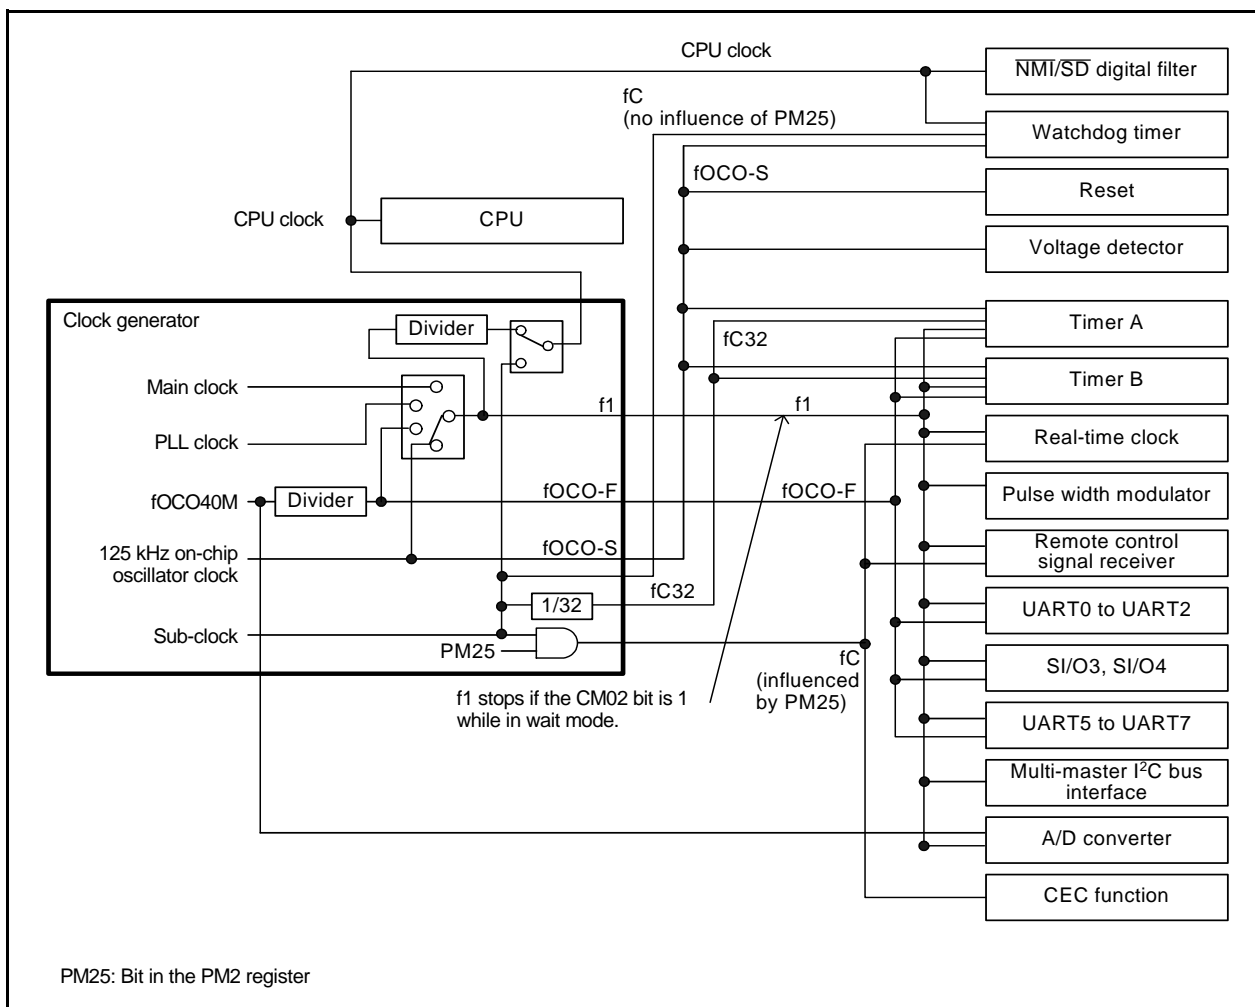 CPU clock
NMI/SD digital filter
fC
(no influence of PM25)
Watchdog timer
fOCO-S
Reset
CPU clock
CPU
Voltage detector
Clock generator
Divider
fC32
Timer A
Timer B
Main clock
f1
f1
PLL clock
Real-time clock
fOCO40M
Divider
fOCO-F
fOCO-F
Pulse width modulator
125 kHz on-chip
oscillator clock
fOCO-S
Remote control
signal receiver
1/32
fC32
UART0 to UART2
Sub-clock
PM25
fC
(influenced
by PM25)
SI/O3, SI/O4
f1 stops if the CM02 bit is 1
while in wait mode.
UART5 to UART7
Multi-master I²C bus
interface
A/D converter
CEC function
PM25: Bit in the PM2 register